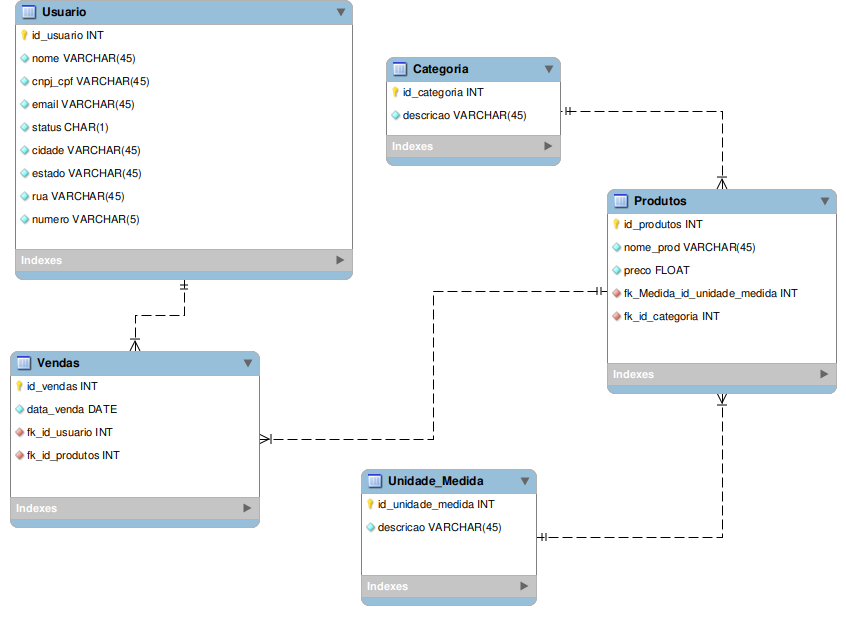 Usuario
id_usuario INT
nome VARCHAR(45)
cnpj_cpf VARCHAR(45)
email VARCHAR(45)
status CHAR(1)
cidade VARCHAR(45)
estado VARCHAR(45)
rua VARCHAR(45)
numero VARCHAR(5)
Indexes
Categoria
id_categoria INT
descricao VARCHAR(45)
Indexes
Produtos
id_produtos INT
nome_prod VARCHAR(45)
preco FLOAT
fk_Medida_id_unidade_medida INT
fk_id_categoria INT
Indexes
Vendas
id_vendas INT
data_venda DATE
fk_id_usuario INT
fk_id_produtos INT
Indexes
Unidade_Medida
id_unidade_medida INT
descricao VARCHAR(45)
Indexes